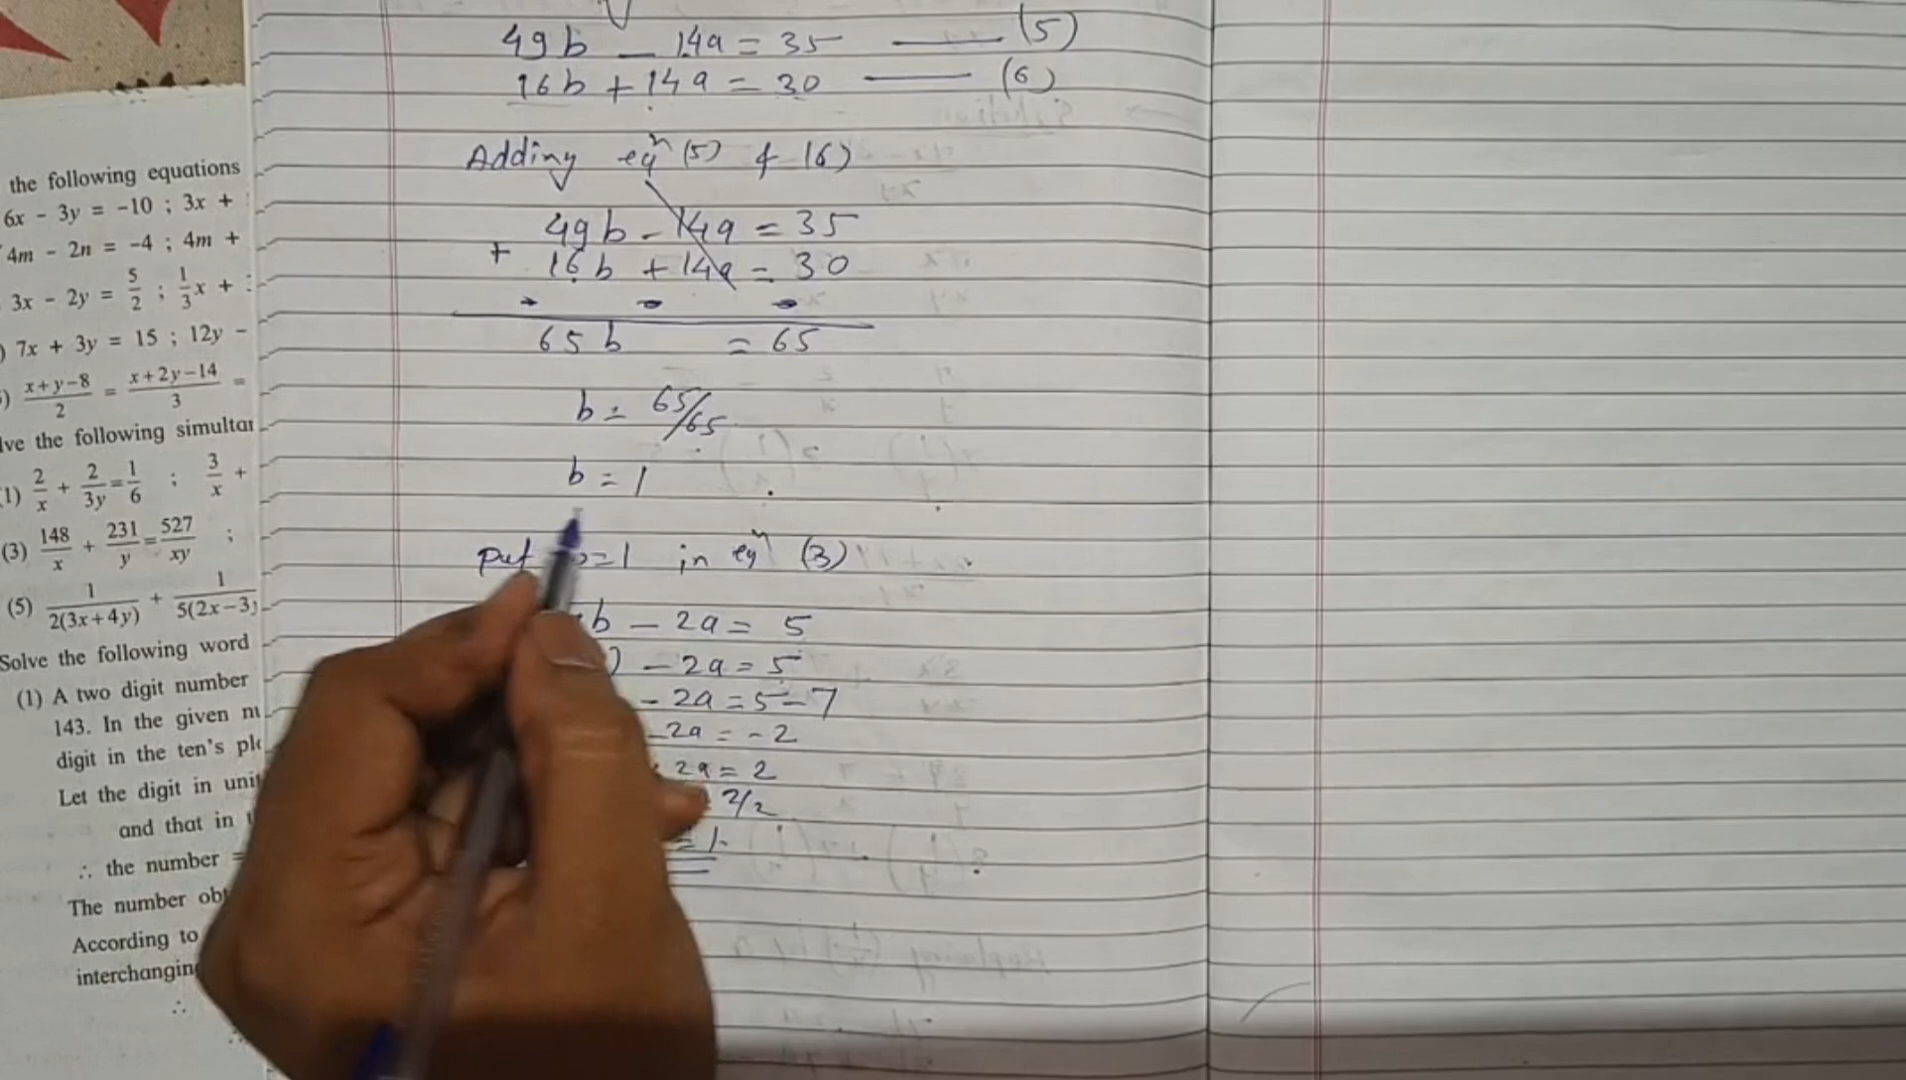 the following equations
6x - 3y = -10 ; 3x +
4m - 2n = -4 ; 4m +
3x - 2y = 5/2 ; 1/3 x +
) 7x + 3y = 15 ; 12y -
) x+y-8/2 = x+2y-14/3 =
lve the following simultar
1) 2/x + 2/3y = 1/6 ; 3/x +
(3) 148/x + 231/y = 527/xy ;
(5) 1/2(3x+4y) + 1/5(2x-3y
Solve the following word
(1) A two digit number
143. In the given nu
digit in the ten's pl
Let the digit in unit
and that in
∴ the number =
The number ob
According to
interchanging
∴
49b - 14a = 35 —— (5)
16b + 14a = 30 —— (6)
Adding eqn (5) & (6)
49b - 14a = 35
+ 16b + 14a = 30
65b = 65
b = 65/65
b = 1
put b=1 in eqn (3)
b - 2a = 5
) - 2a = 5
- 2a = 5-7
-2a = -2
2a = 2
2/2
= 1